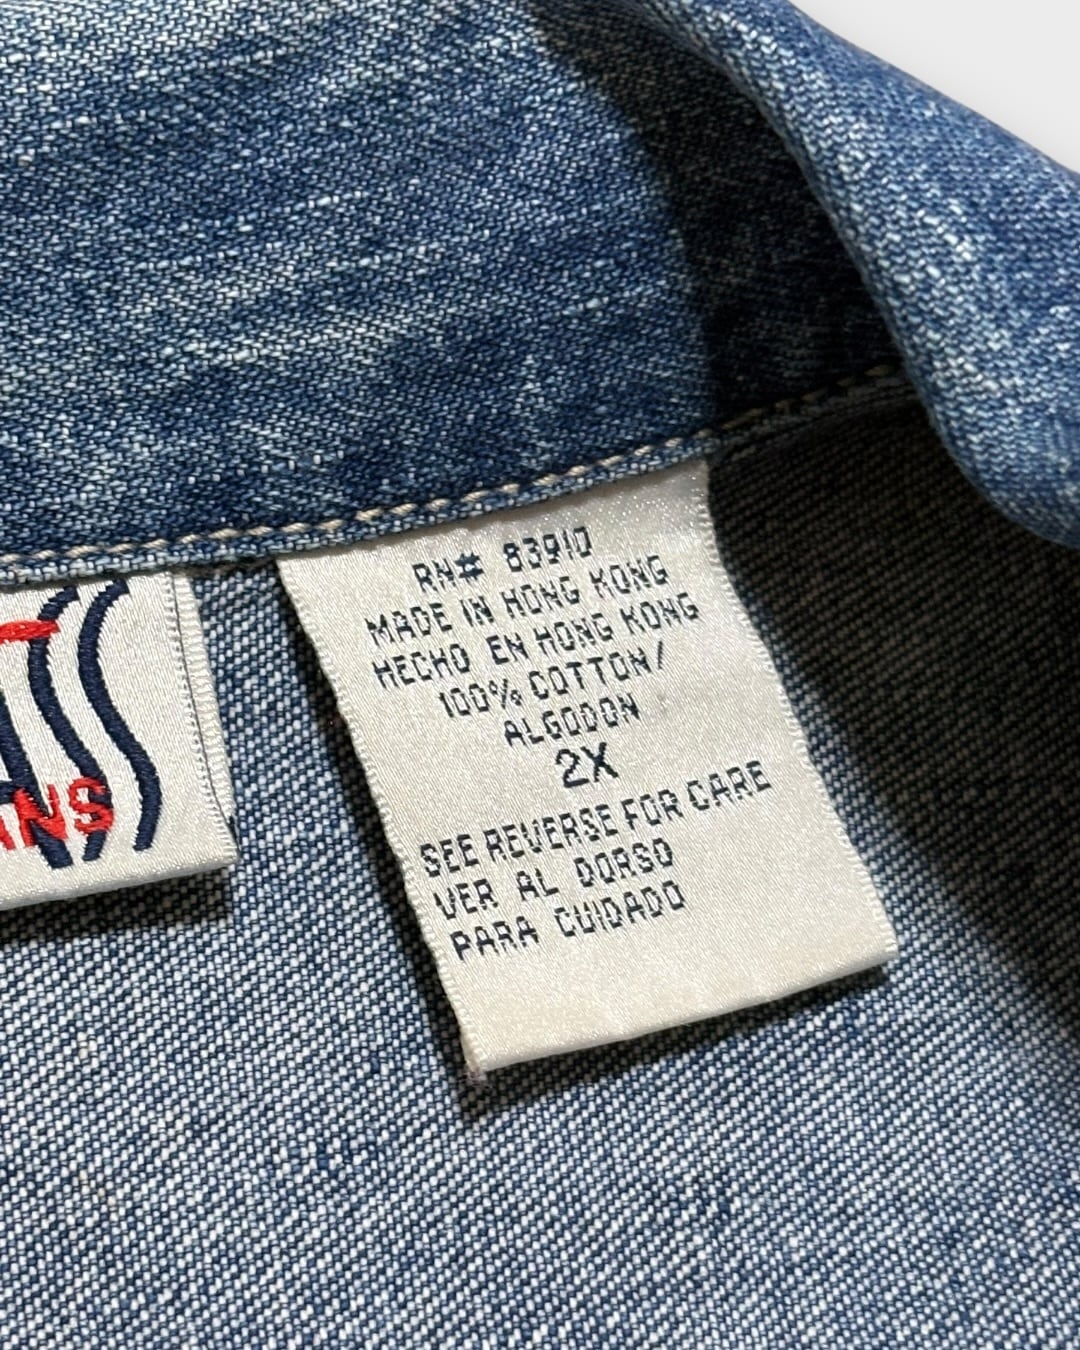 RN# 83910
MADE IN HONG KONG
HECHO EN HONG KONG
100% COTTON/
ALGODON
2X
SEE REVERSE FOR CARE
VER AL DORSO
PARA CUIDADO
ANS